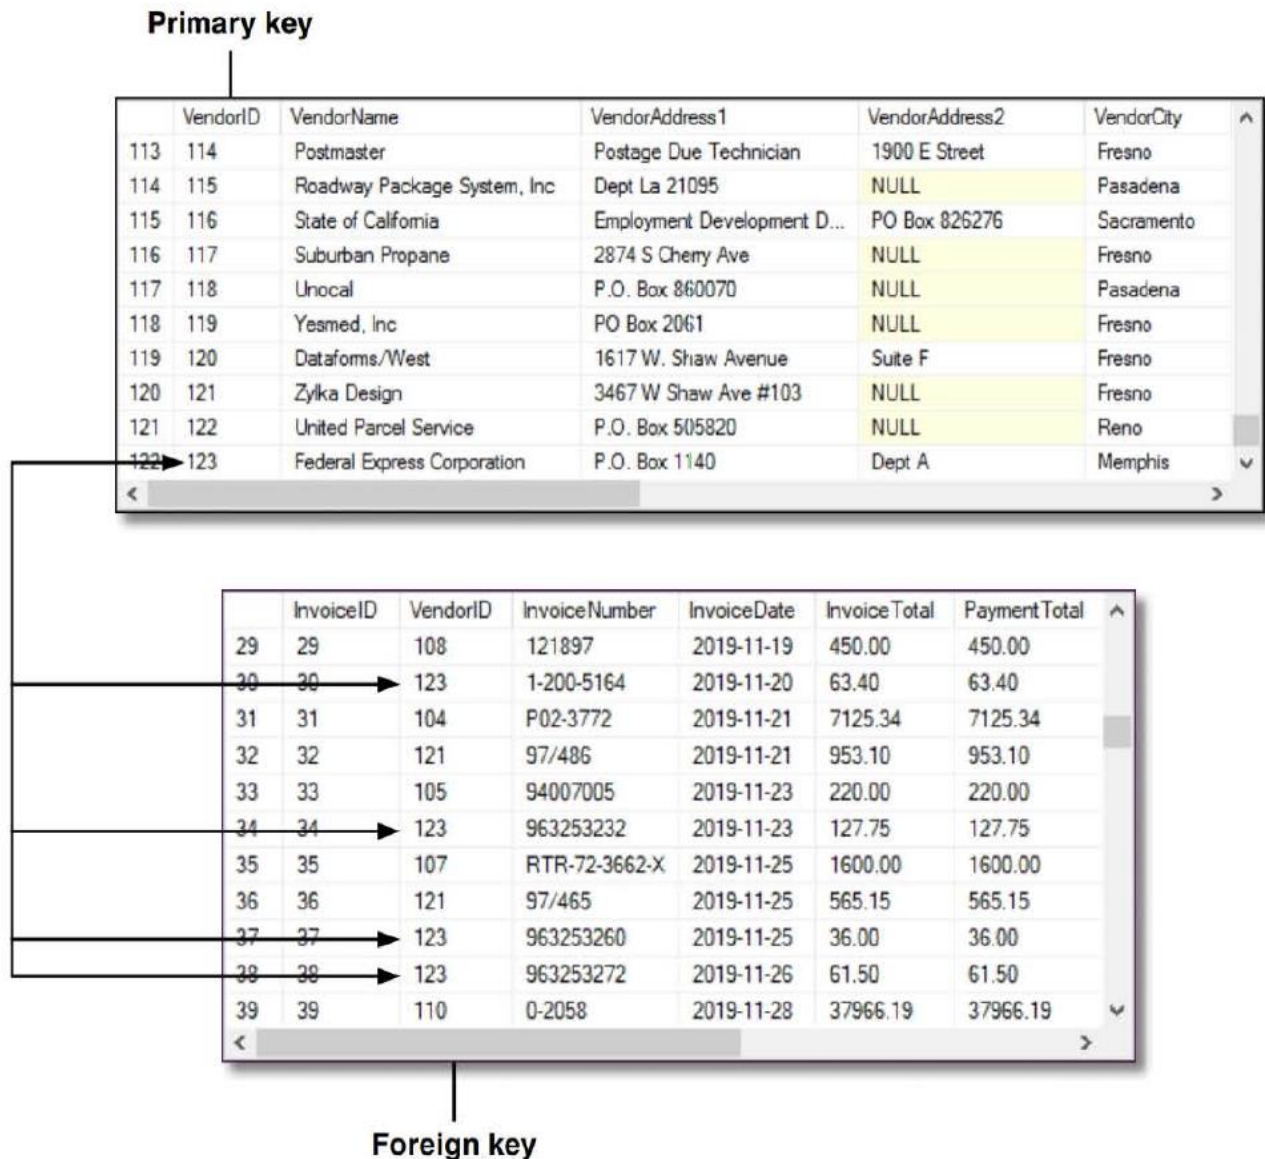 Primary key
VendorID VendorName VendorAddress1 VendorAddress2 VendorCity
113 114 Postmaster Postage Due Technician 1900 E Street Fresno
114 115 Roadway Package System, Inc Dept La 21095 NULL Pasadena
115 116 State of California Employment Development D... PO Box 826276 Sacramento
116 117 Suburban Propane 2874 S Cherry Ave NULL Fresno
117 118 Unocal P.O. Box 860070 NULL Pasadena
118 119 Yesmed, Inc PO Box 2061 NULL Fresno
119 120 Dataforms/West 1617 W. Shaw Avenue Suite F Fresno
120 121 Zylka Design 3467 W Shaw Ave #103 NULL Fresno
121 122 United Parcel Service P.O. Box 505820 NULL Reno
122 123 Federal Express Corporation P.O. Box 1140 Dept A Memphis
InvoiceID VendorID InvoiceNumber InvoiceDate InvoiceTotal PaymentTotal
29 29 108 121897 2019-11-19 450.00 450.00
30 30 123 1-200-5164 2019-11-20 63.40 63.40
31 31 104 P02-3772 2019-11-21 7125.34 7125.34
32 32 121 97/486 2019-11-21 953.10 953.10
33 33 105 94007005 2019-11-23 220.00 220.00
34 34 123 963253232 2019-11-23 127.75 127.75
35 35 107 RTR-72-3662-X 2019-11-25 1600.00 1600.00
36 36 121 97/465 2019-11-25 565.15 565.15
37 37 123 963253260 2019-11-25 36.00 36.00
38 38 123 963253272 2019-11-26 61.50 61.50
39 39 110 0-2058 2019-11-28 37966.19 37966.19
Foreign key